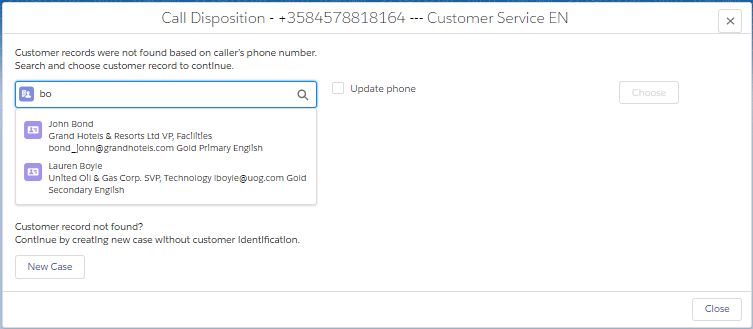 Call Disposition - +3584578818164 --- Customer Service EN
Customer records were not found based on caller's phone number.
Search and choose customer record to continue.
bo
Update phone
Choose
John Bond
Grand Hotels & Resorts Ltd VP, Facilities
bond_john@grandhotels.com Gold Primary English
Lauren Boyle
United Oil & Gas Corp. SVP, Technology lboyle@uog.com Gold
Secondary English
Customer record not found?
Continue by creating new case without customer identification.
New Case
Close